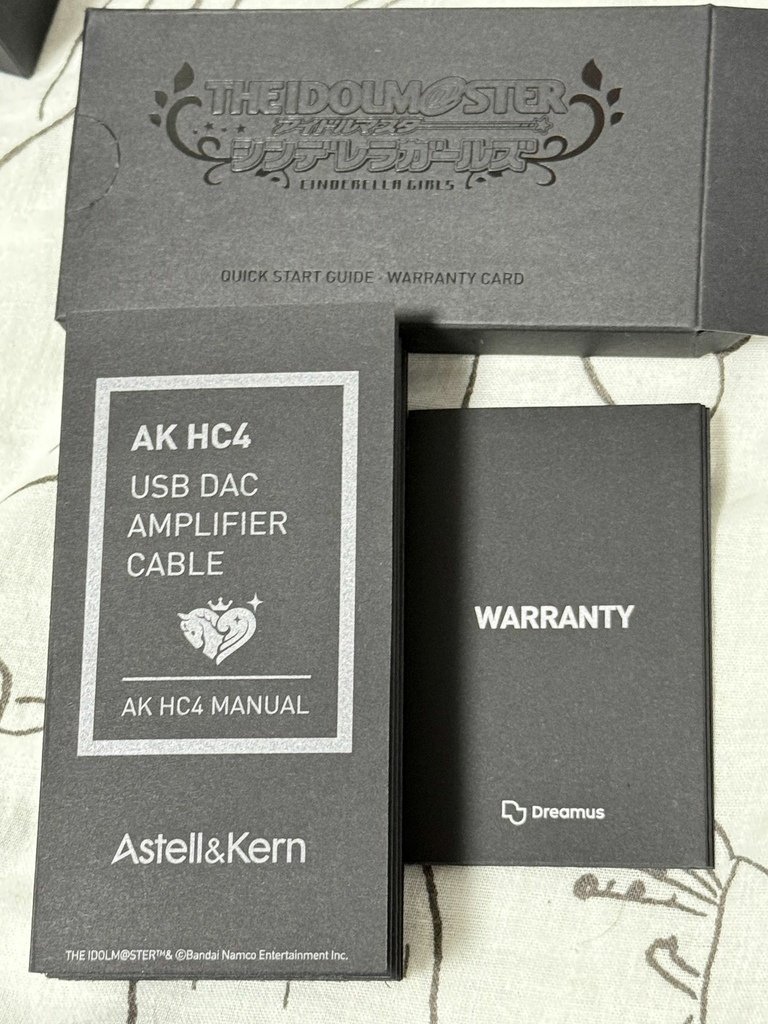 THE IDOLM@STER
アイドルマスター
シンデレラガールズ
CINDERELLA GIRLS
QUICK START GUIDE · WARRANTY CARD
AK HC4
USB DAC
AMPLIFIER
CABLE
AK HC4 MANUAL
Astell&Kern
THE IDOLM@STER™& ©Bandai Namco Entertainment Inc.
WARRANTY
Dreamus